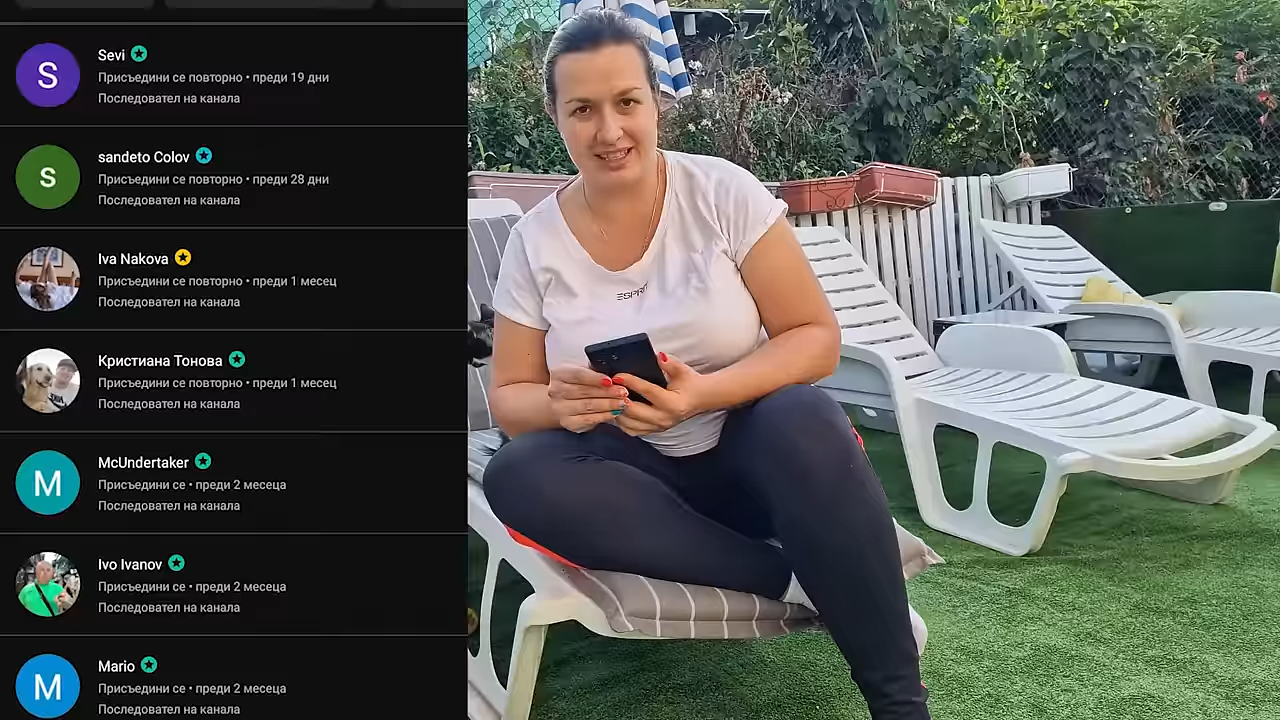 S
Sevi
Присъедини се повторно • преди 19 дни
Последовател на канала
S
sandeto Colov
Присъедини се повторно • преди 28 дни
Последовател на канала
Iva Nakova
Присъедини се повторно • преди 1 месец
Последовател на канала
Кристиана Тонова
Присъедини се повторно • преди 1 месец
Последовател на канала
M
McUndertaker
Присъедини се • преди 2 месеца
Последовател на канала
Ivo Ivanov
Присъедини се • преди 2 месеца
Последовател на канала
M
Mario
Присъедини се • преди 2 месеца
Последовател на канала
ESPRIT